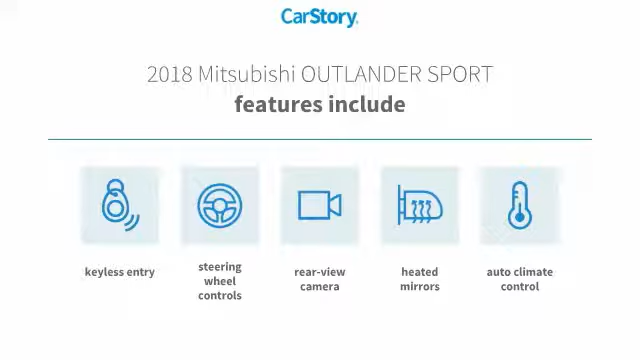 CarStory.
2018 Mitsubishi OUTLANDER SPORT
features include
keyless entry
steering
wheel
controls
rear-view
camera
heated
mirrors
auto climate
control